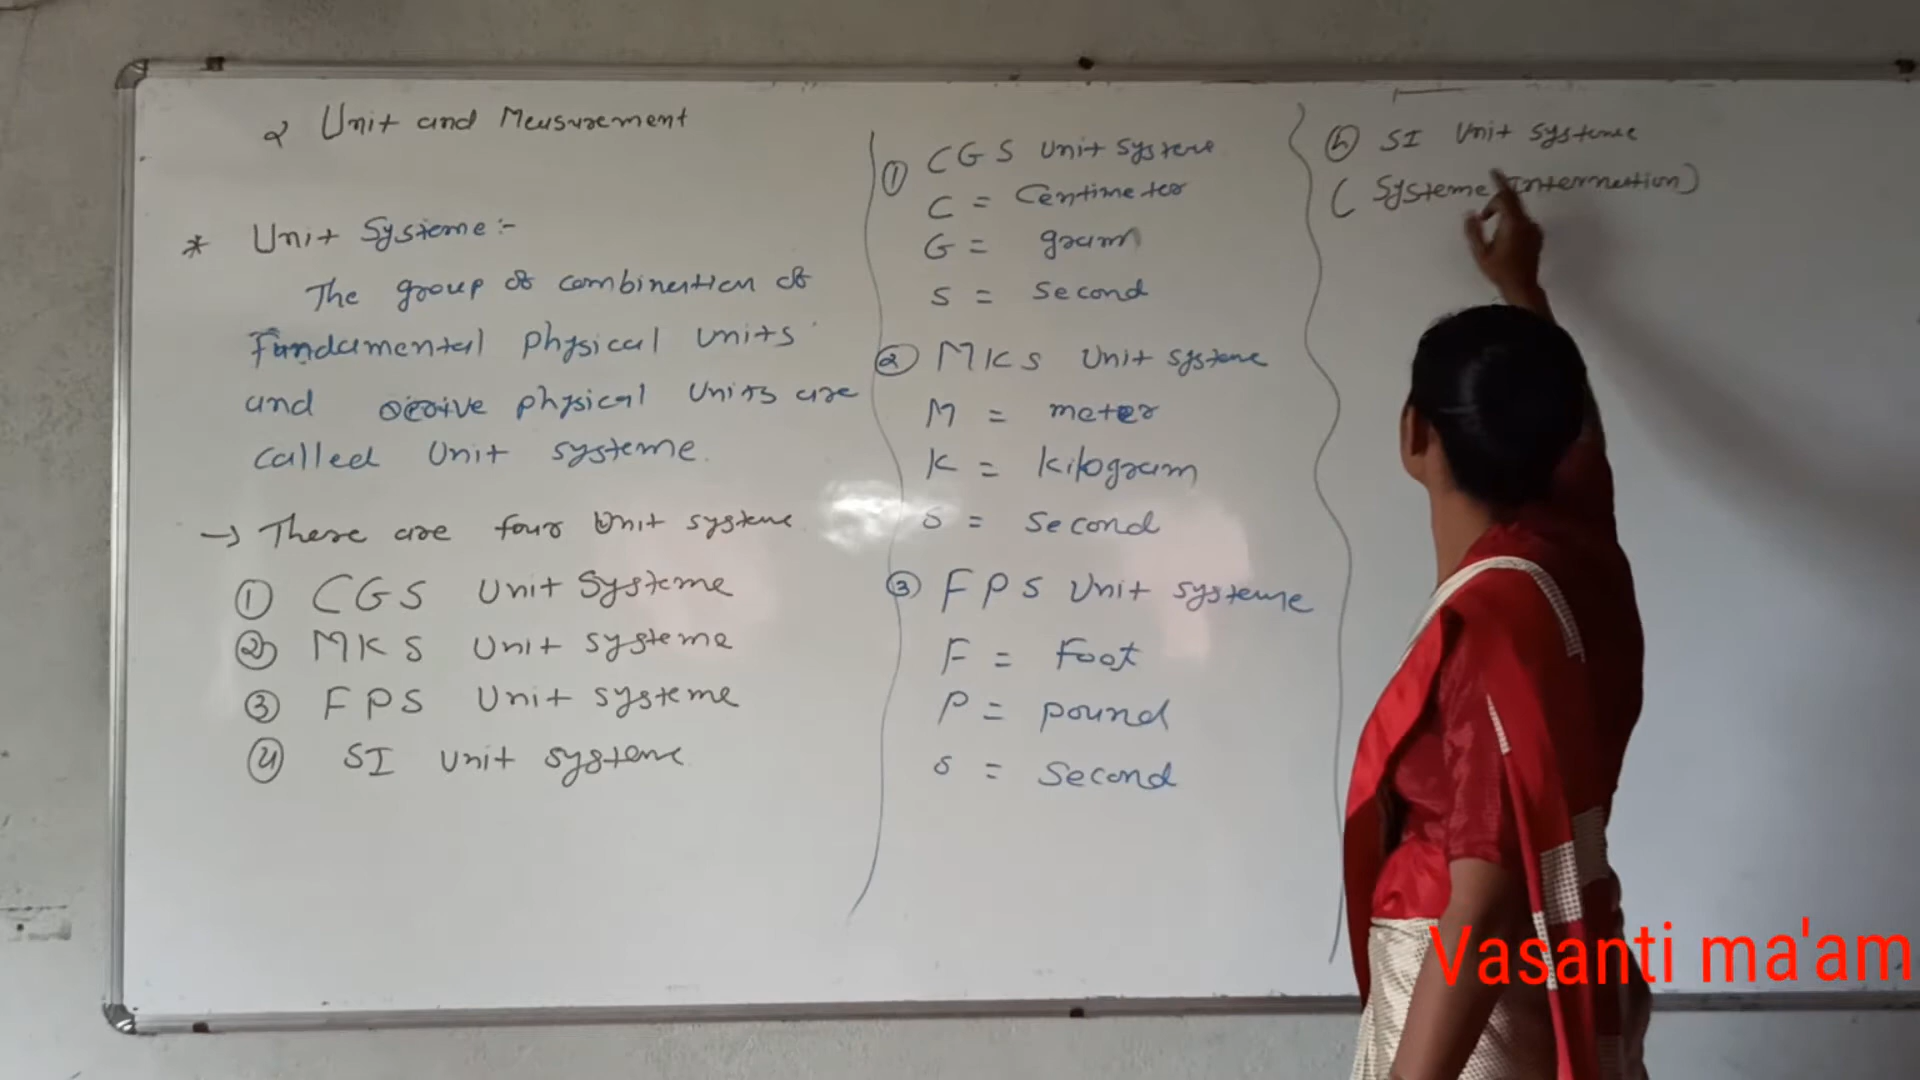 2 Unit and Measurement
* Unit Systeme :-
The group of combination of
Fundamental physical units
and derive physical units are
called Unit systeme.
→ There are four Unit systeme
① CGS Unit Systeme
② MKS Unit systeme
③ FPS Unit systeme
④ SI unit systeme
① CGS Unit Systeme
C = Centimeter
G = gram
S = Second
② MKS Unit systeme
M = meter
K = kilogram
S = Second
③ FPS Unit systeme
F = Foot
P = pound
S = Second
SI Unit Systeme
( Systeme Internation)
Vasanti ma'am